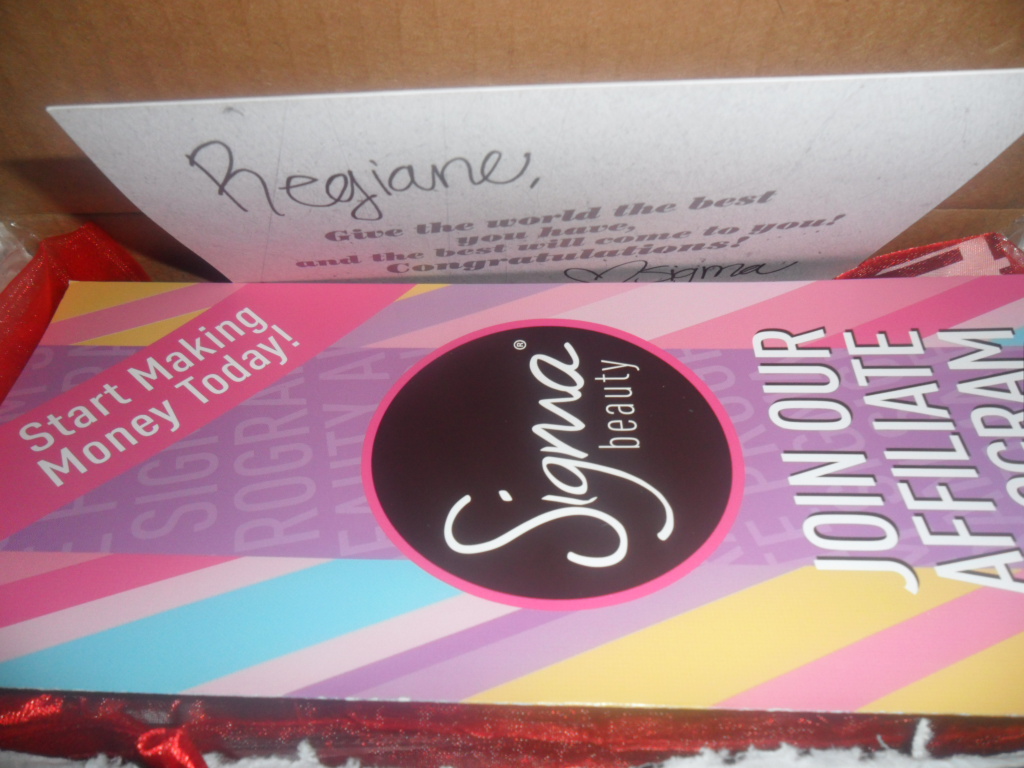 Regiane,
Give the world the best
you have,
and the best will come to you!
Congratulations!
♡Sigma
Start Making
Money Today!
Sigma®
beauty
JOIN OUR
AFFILIATE